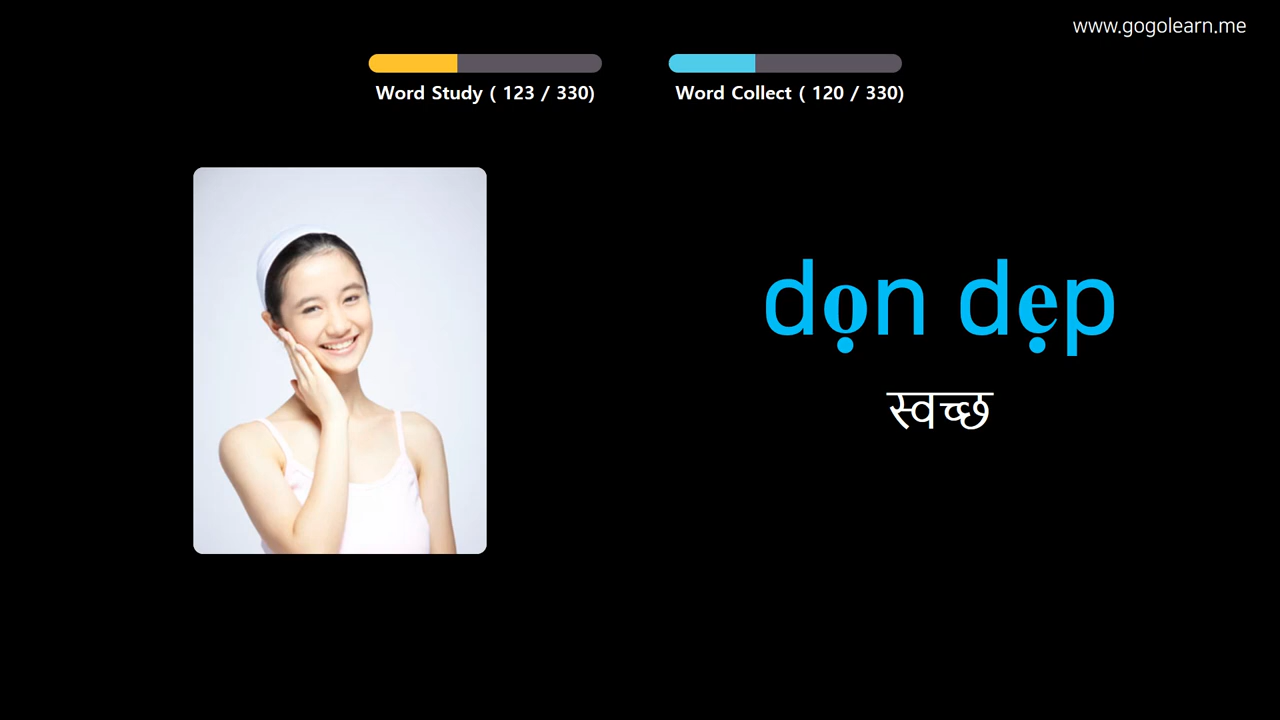 www.gogolearn.me
Word Study ( 123 / 330)
Word Collect ( 120 / 330)
dọn dẹp
स्वच्छ